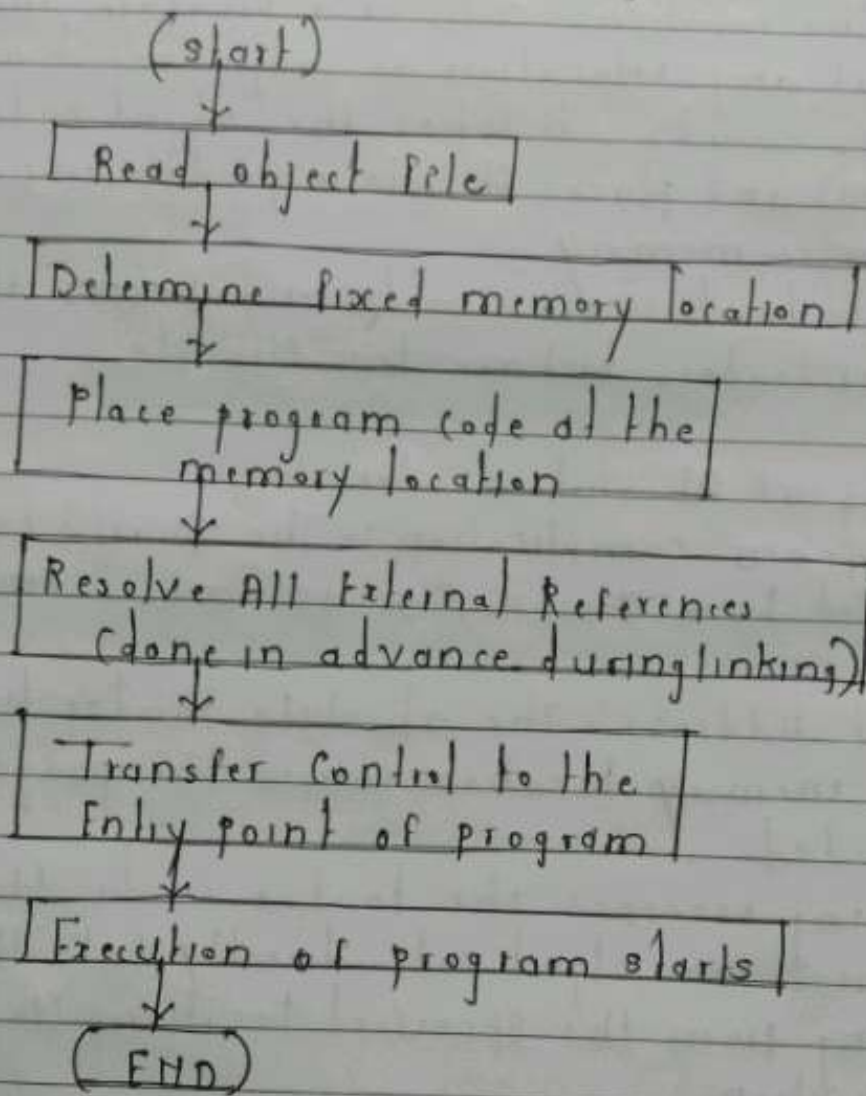 (start)
Read object file
Determine fixed memory location
Place program code at the
memory location
Resolve All External References
(done in advance during linking)
Transfer Control to the
Entry point of program
Execution of program starts
(END)